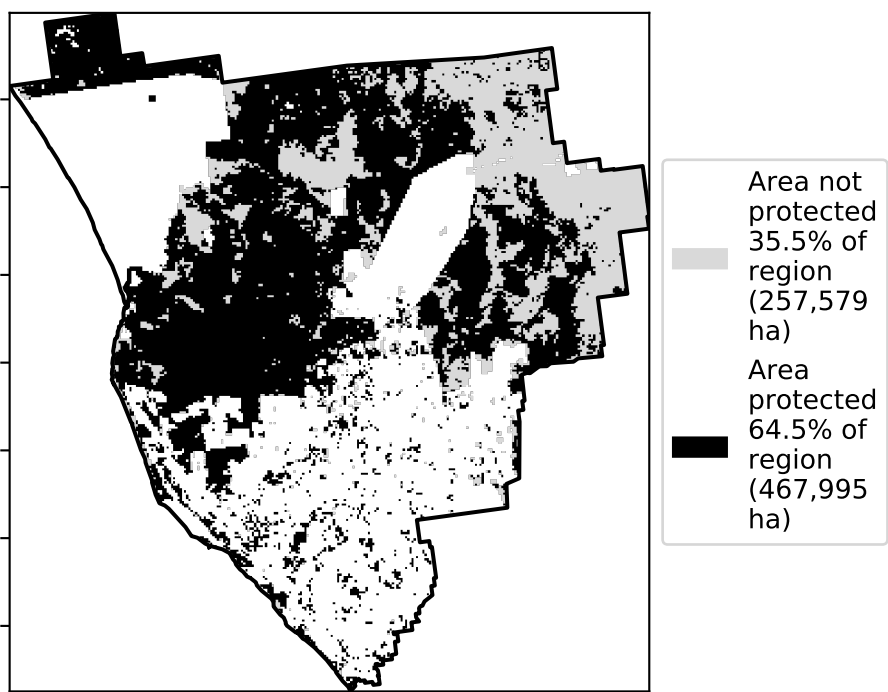 Area not
protected
35.5% of
region
(257,579
ha)
Area
protected
64.5% of
region
(467,995
ha)